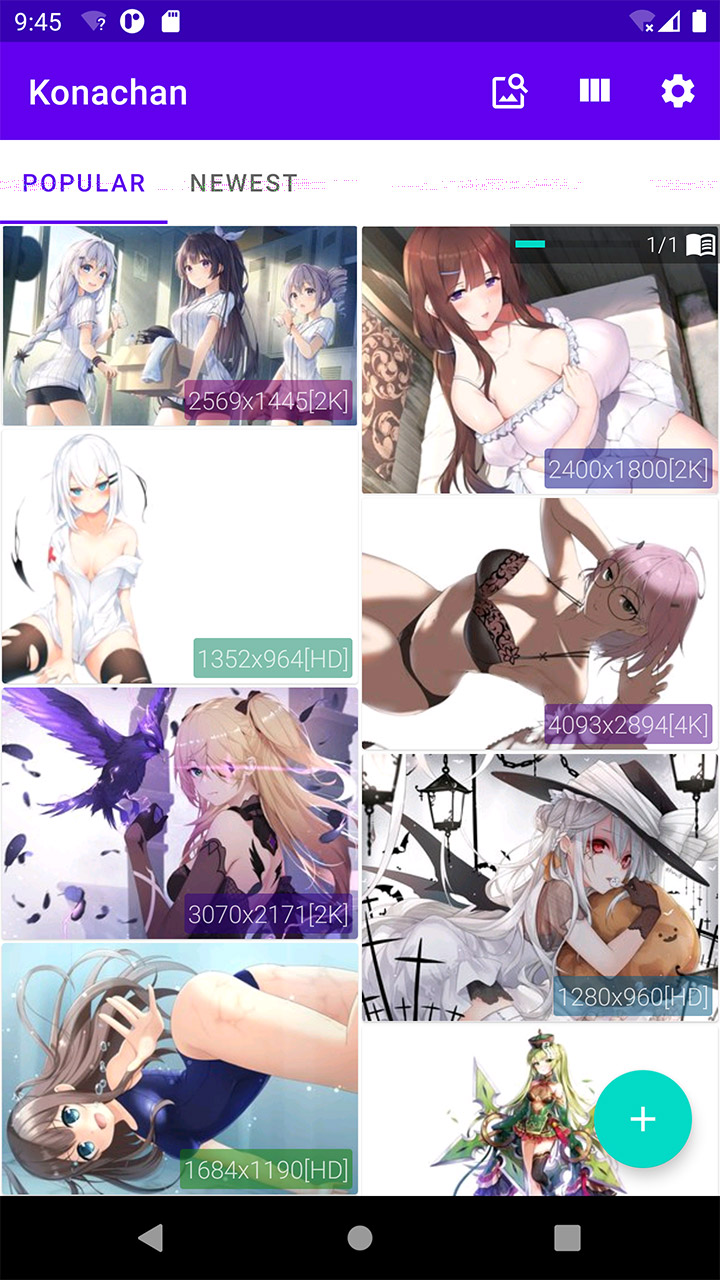 9:45
Konachan
POPULAR
NEWEST
1/1
2569x1445[2K]
2400x1800[2K]
1352x964[HD]
4093x2894[4K]
3070x2171[2K]
1280x960[HD]
1684x1190[HD]